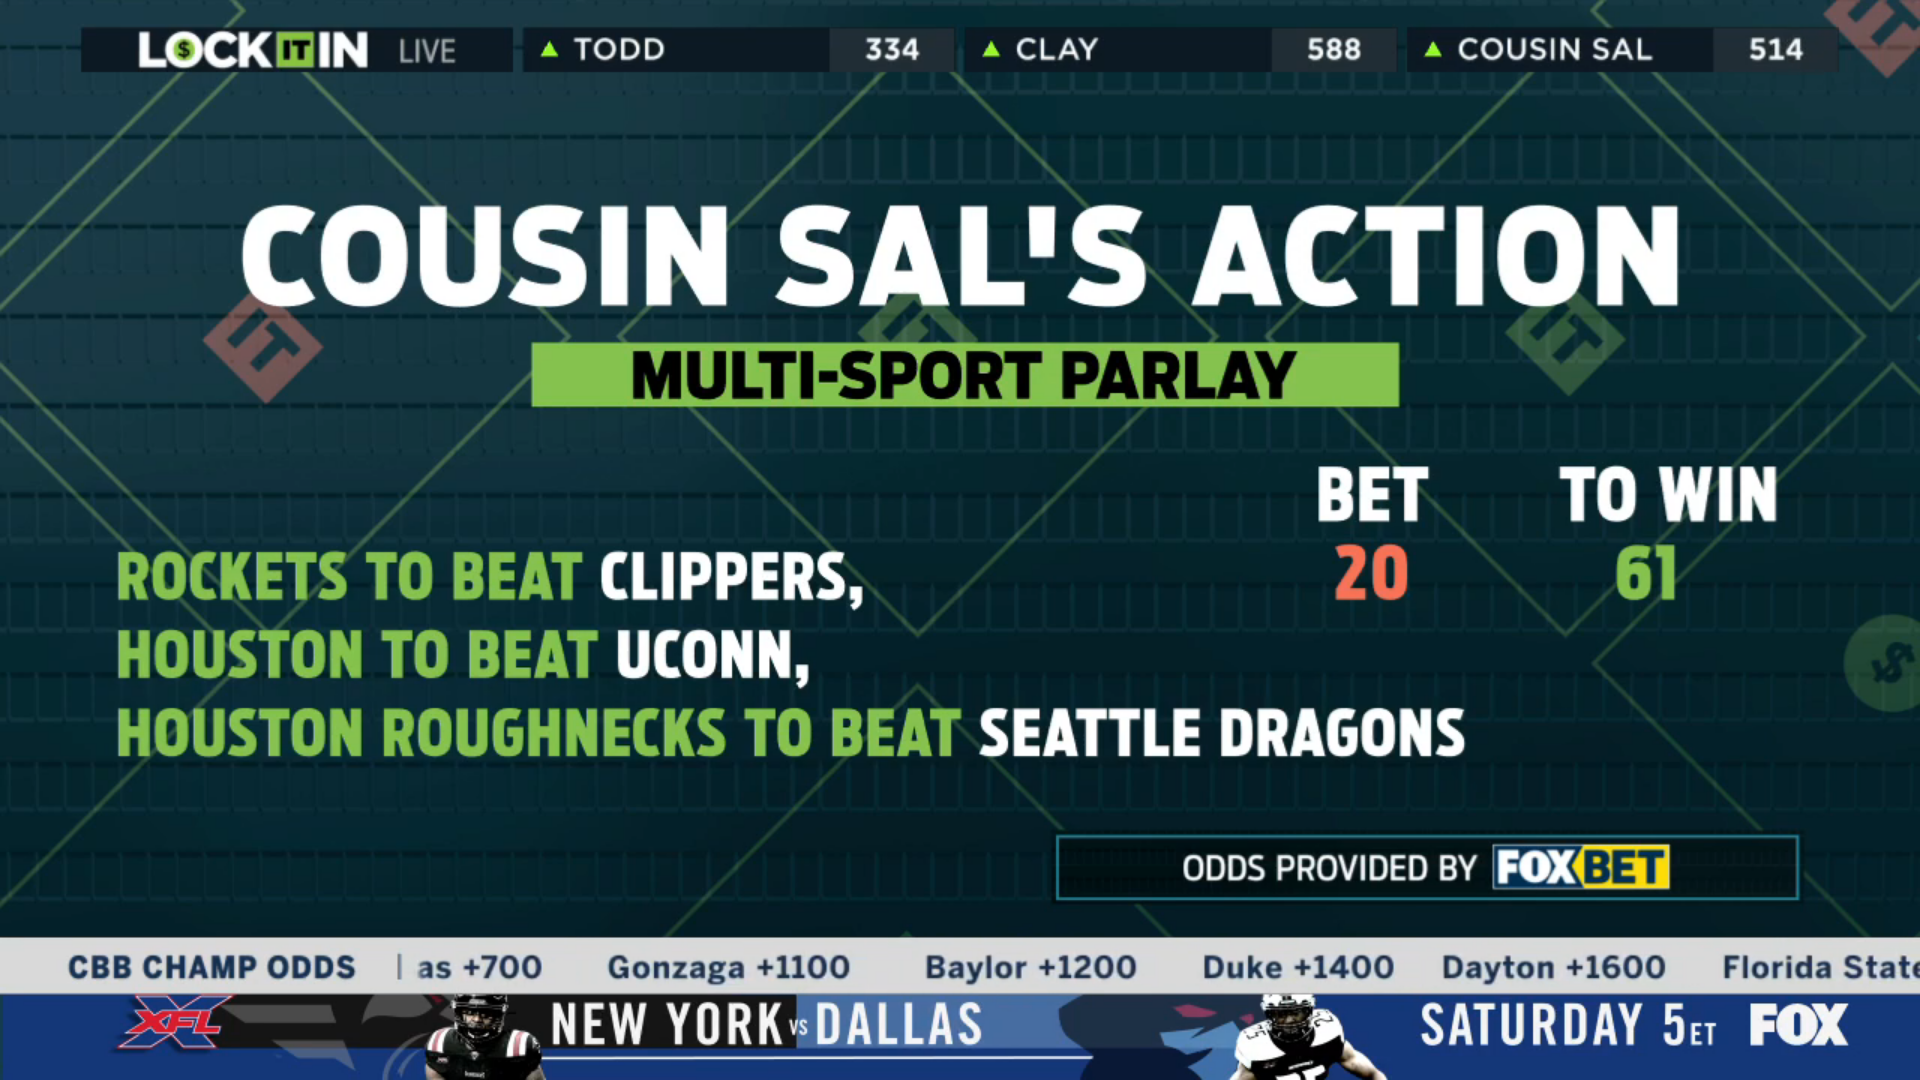 LOCK IT IN LIVE ▲ TODD 334 ▲ CLAY 588 ▲ COUSIN SAL 514
COUSIN SAL'S ACTION
MULTI-SPORT PARLAY
BET TO WIN
ROCKETS TO BEAT CLIPPERS, 20 61
HOUSTON TO BEAT UCONN,
HOUSTON ROUGHNECKS TO BEAT SEATTLE DRAGONS
ODDS PROVIDED BY FOX BET
CBB CHAMP ODDS | as +700 Gonzaga +1100 Baylor +1200 Duke +1400 Dayton +1600 Florida State
XFL NEW YORK VS DALLAS SATURDAY 5ET FOX